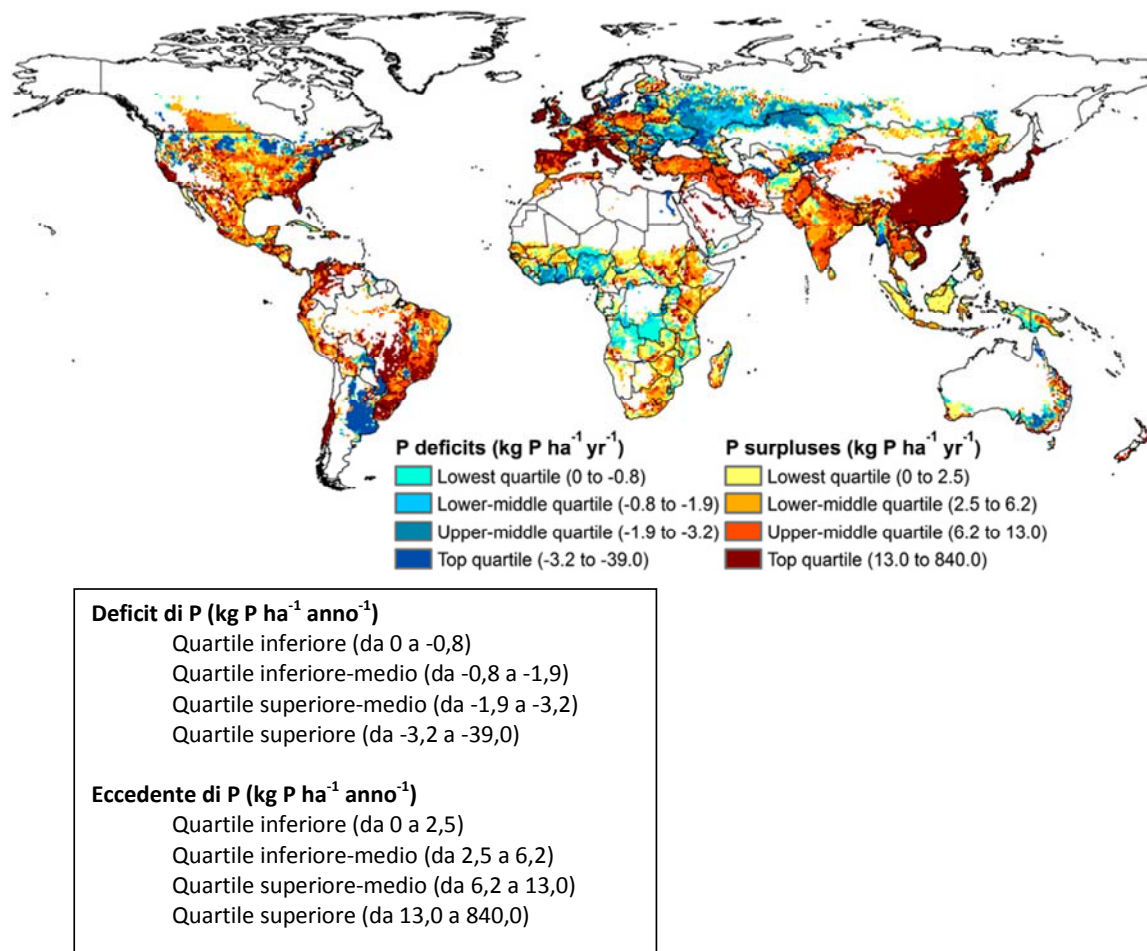 P deficits (kg P ha⁻¹ yr⁻¹)
Lowest quartile (0 to -0.8)
Lower-middle quartile (-0.8 to -1.9)
Upper-middle quartile (-1.9 to -3.2)
Top quartile (-3.2 to -39.0)
P surpluses (kg P ha⁻¹ yr⁻¹)
Lowest quartile (0 to 2.5)
Lower-middle quartile (2.5 to 6.2)
Upper-middle quartile (6.2 to 13.0)
Top quartile (13.0 to 840.0)
Deficit di P (kg P ha⁻¹ anno⁻¹)
Quartile inferiore (da 0 a -0,8)
Quartile inferiore-medio (da -0,8 a -1,9)
Quartile superiore-medio (da -1,9 a -3,2)
Quartile superiore (da -3,2 a -39,0)
Eccedente di P (kg P ha⁻¹ anno⁻¹)
Quartile inferiore (da 0 a 2,5)
Quartile inferiore-medio (da 2,5 a 6,2)
Quartile superiore-medio (da 6,2 a 13,0)
Quartile superiore (da 13,0 a 840,0)